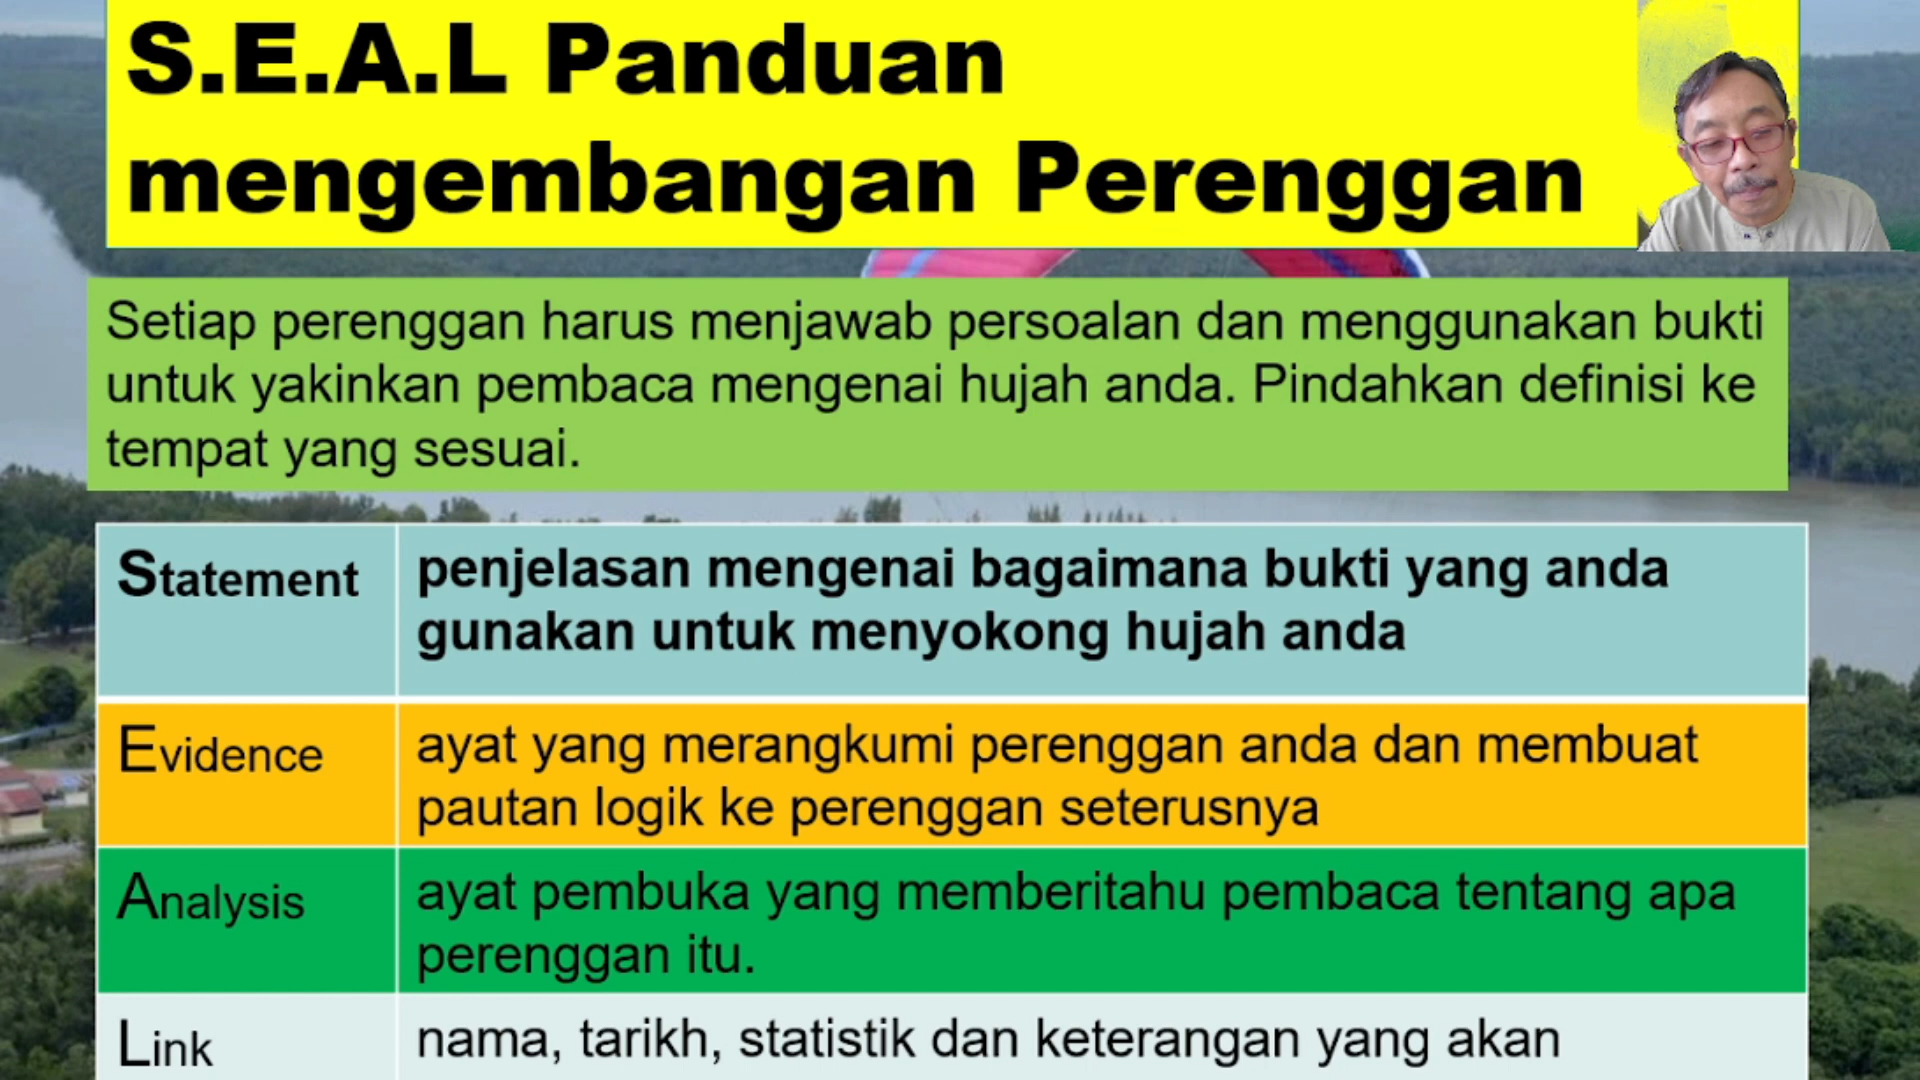 S.E.A.L Panduan
mengembangan Perenggan
Setiap perenggan harus menjawab persoalan dan menggunakan bukti
untuk yakinkan pembaca mengenai hujah anda. Pindahkan definisi ke
tempat yang sesuai.
Statement
penjelasan mengenai bagaimana bukti yang anda
gunakan untuk menyokong hujah anda
Evidence
ayat yang merangkumi perenggan anda dan membuat
pautan logik ke perenggan seterusnya
Analysis
ayat pembuka yang memberitahu pembaca tentang apa
perenggan itu.
Link
nama, tarikh, statistik dan keterangan yang akan